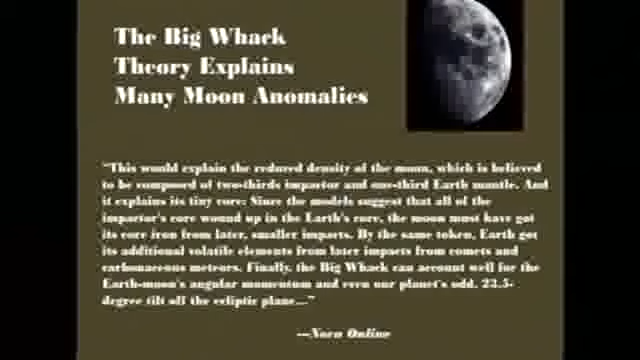 The Big Whack
Theory Explains
Many Moon Anomalies
"This would explain the reduced density of the moon, which is believed
to be composed of two-thirds impactor and one-third Earth mantle. And
it explains its tiny core: Since the models suggest that all of the
impactor's core wound up in the Earth's core, the moon must have got
its core iron from later, smaller impacts. By the same token, Earth got
its additional volatile elements from later impacts from comets and
carbonaceous meteors. Finally, the Big Whack can account well for the
Earth-moon's angular momentum and even our planet's odd, 23.5-
degree tilt off the ecliptic plane..."
—Nova Online